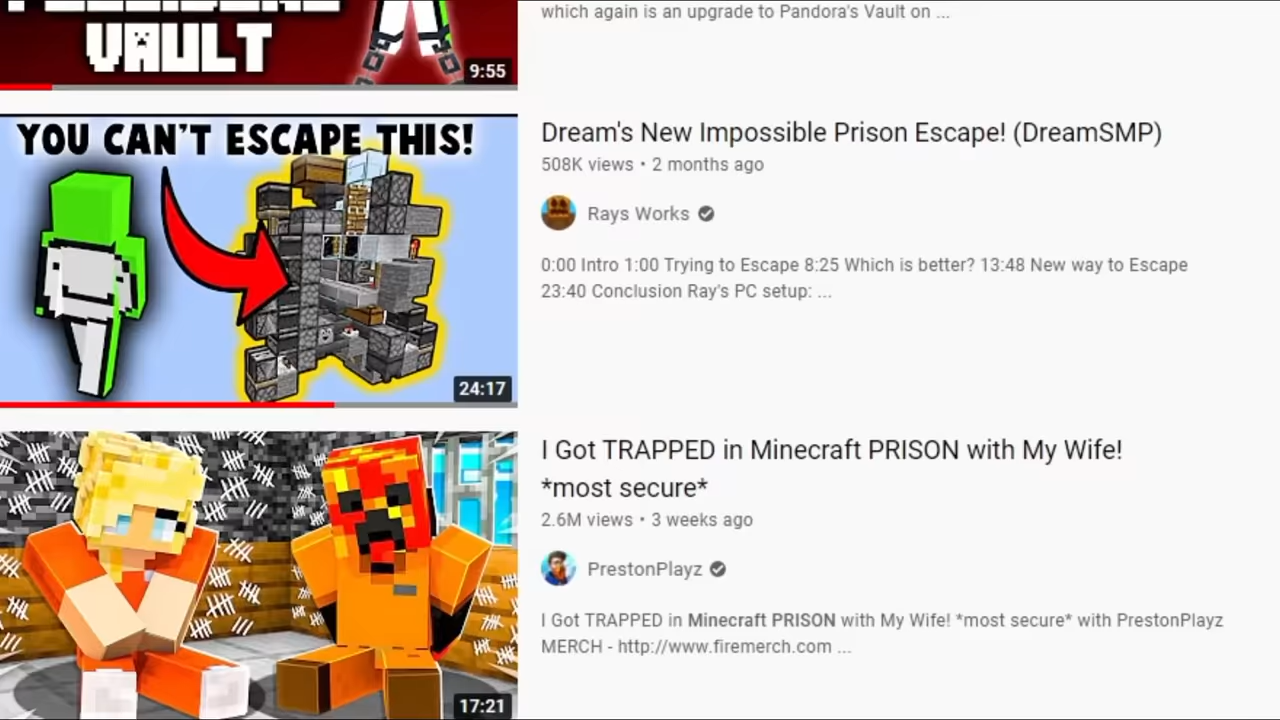 which again is an upgrade to Pandora's Vault on ...
VAULT
9:55
YOU CAN'T ESCAPE THIS!
24:17
Dream's New Impossible Prison Escape! (DreamSMP)
508K views • 2 months ago
Rays Works
0:00 Intro 1:00 Trying to Escape 8:25 Which is better? 13:48 New way to Escape
23:40 Conclusion Ray's PC setup: ...
17:21
I Got TRAPPED in Minecraft PRISON with My Wife!
*most secure*
2.6M views • 3 weeks ago
PrestonPlayz
I Got TRAPPED in Minecraft PRISON with My Wife! *most secure* with PrestonPlayz
MERCH - http://www.firemerch.com ...